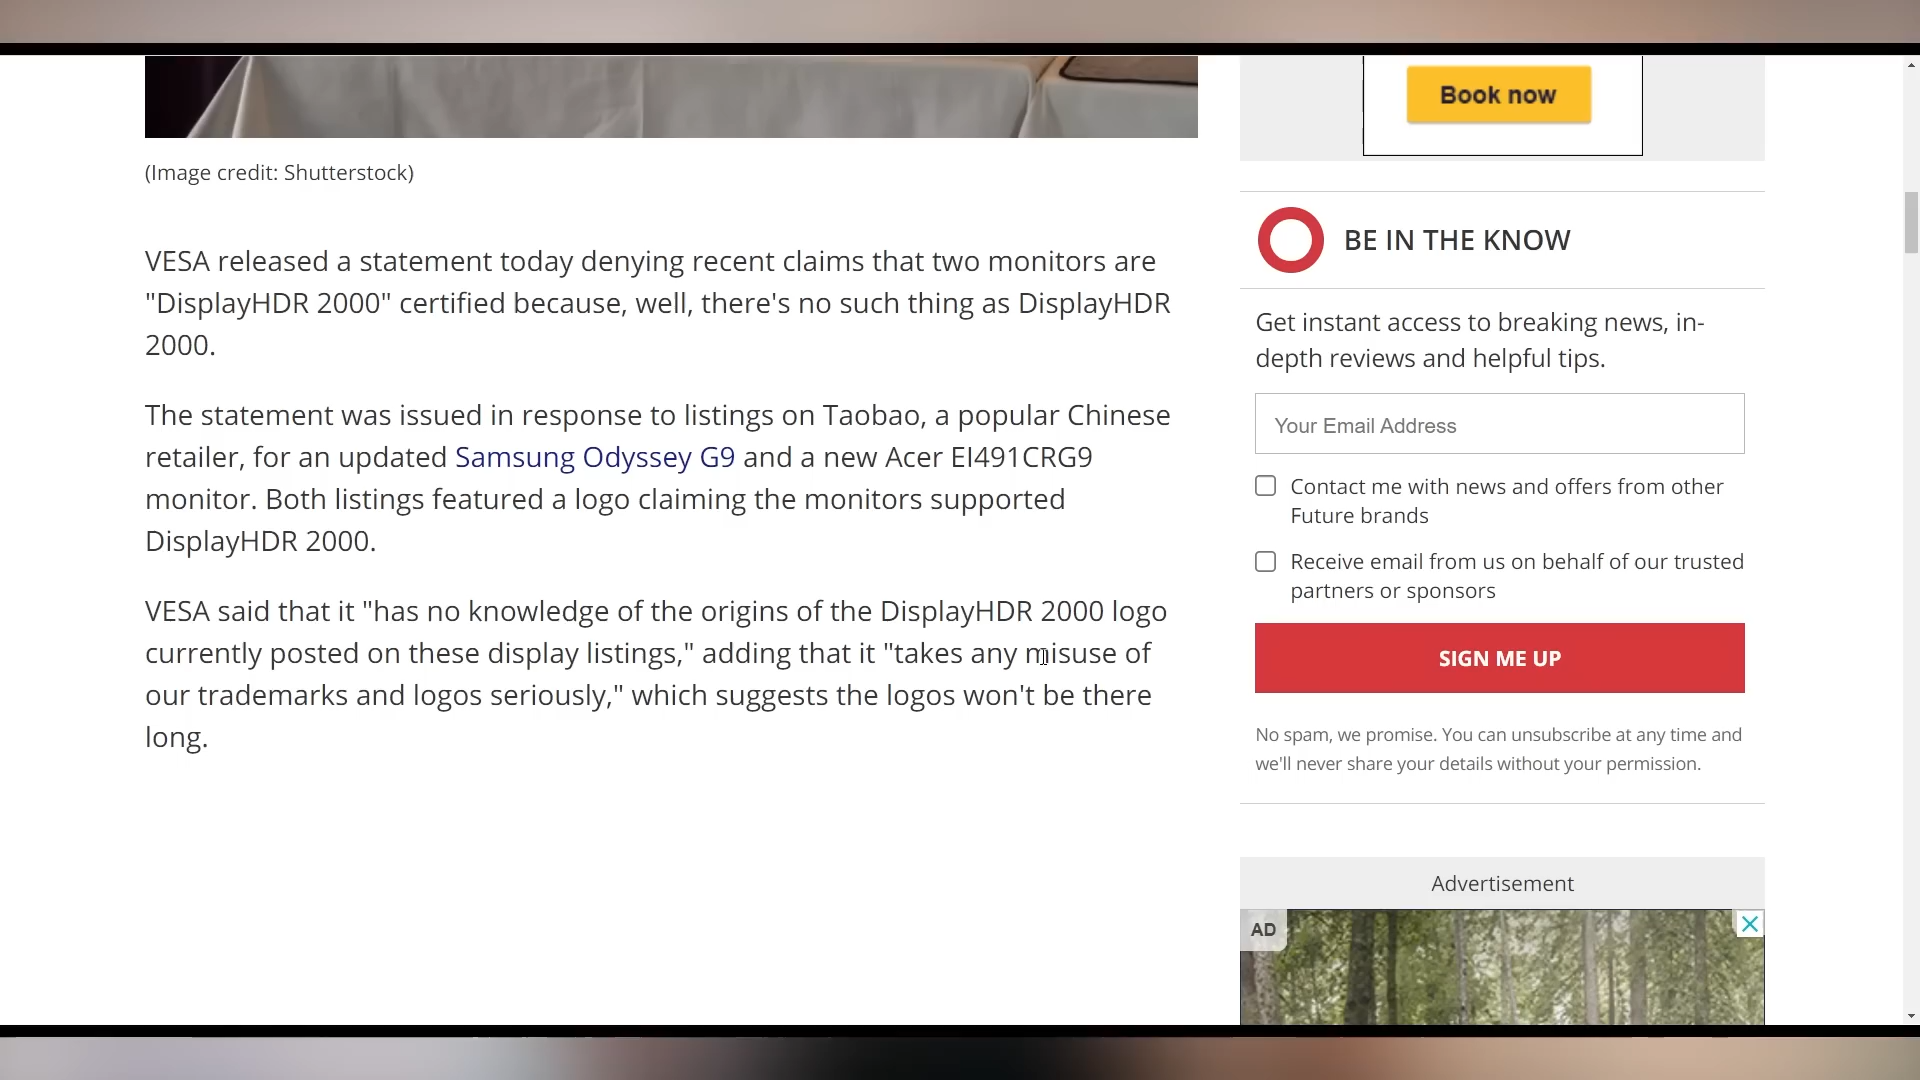 Book now
(Image credit: Shutterstock)
VESA released a statement today denying recent claims that two monitors are
"DisplayHDR 2000" certified because, well, there's no such thing as DisplayHDR
2000.
The statement was issued in response to listings on Taobao, a popular Chinese
retailer, for an updated Samsung Odyssey G9 and a new Acer EI491CRG9
monitor. Both listings featured a logo claiming the monitors supported
DisplayHDR 2000.
VESA said that it "has no knowledge of the origins of the DisplayHDR 2000 logo
currently posted on these display listings," adding that it "takes any misuse of
our trademarks and logos seriously," which suggests the logos won't be there
long.
BE IN THE KNOW
Get instant access to breaking news, in-
depth reviews and helpful tips.
Your Email Address
Contact me with news and offers from other
Future brands
Receive email from us on behalf of our trusted
partners or sponsors
SIGN ME UP
No spam, we promise. You can unsubscribe at any time and
we'll never share your details without your permission.
Advertisement
AD